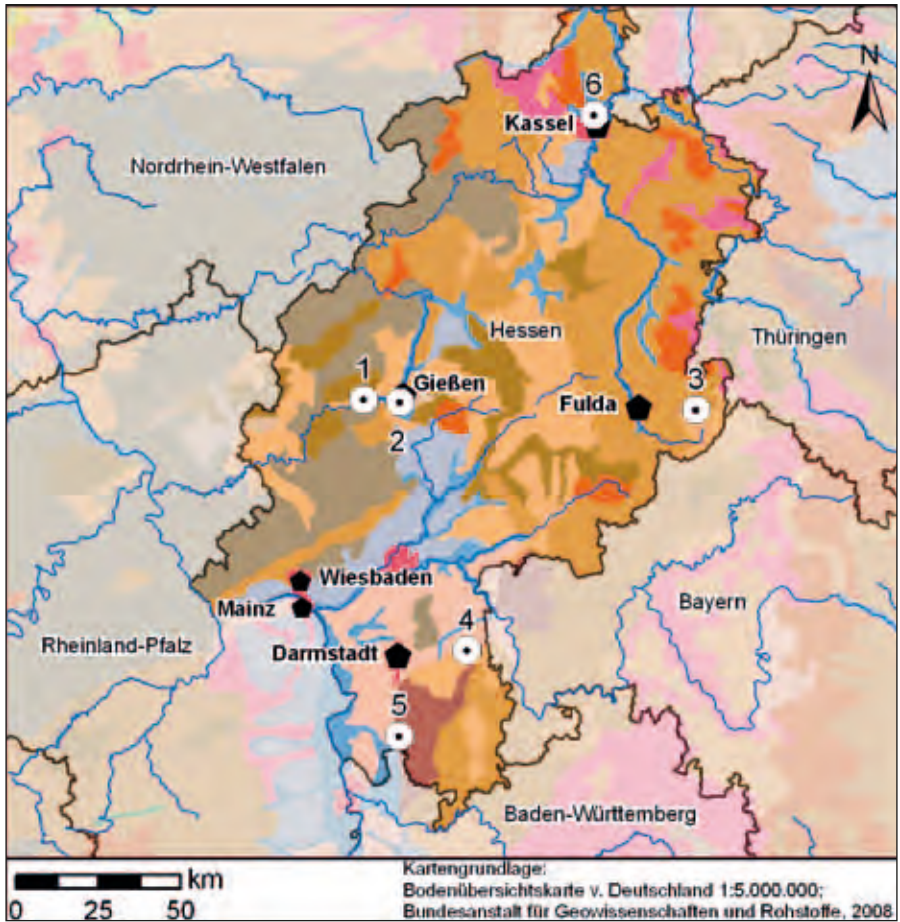 N
6
Kassel
Nordrhein-Westfalen
Hessen
Thüringen
1
Gießen
3
Fulda
2
Wiesbaden
Mainz
4
Bayern
Rheinland-Pfalz
Darmstadt
5
Baden-Württemberg
km
0 25 50
Kartengrundlage:
Bodenübersichtskarte v. Deutschland 1:5.000.000;
Bundesanstalt für Geowissenschaften und Rohstoffe, 2008